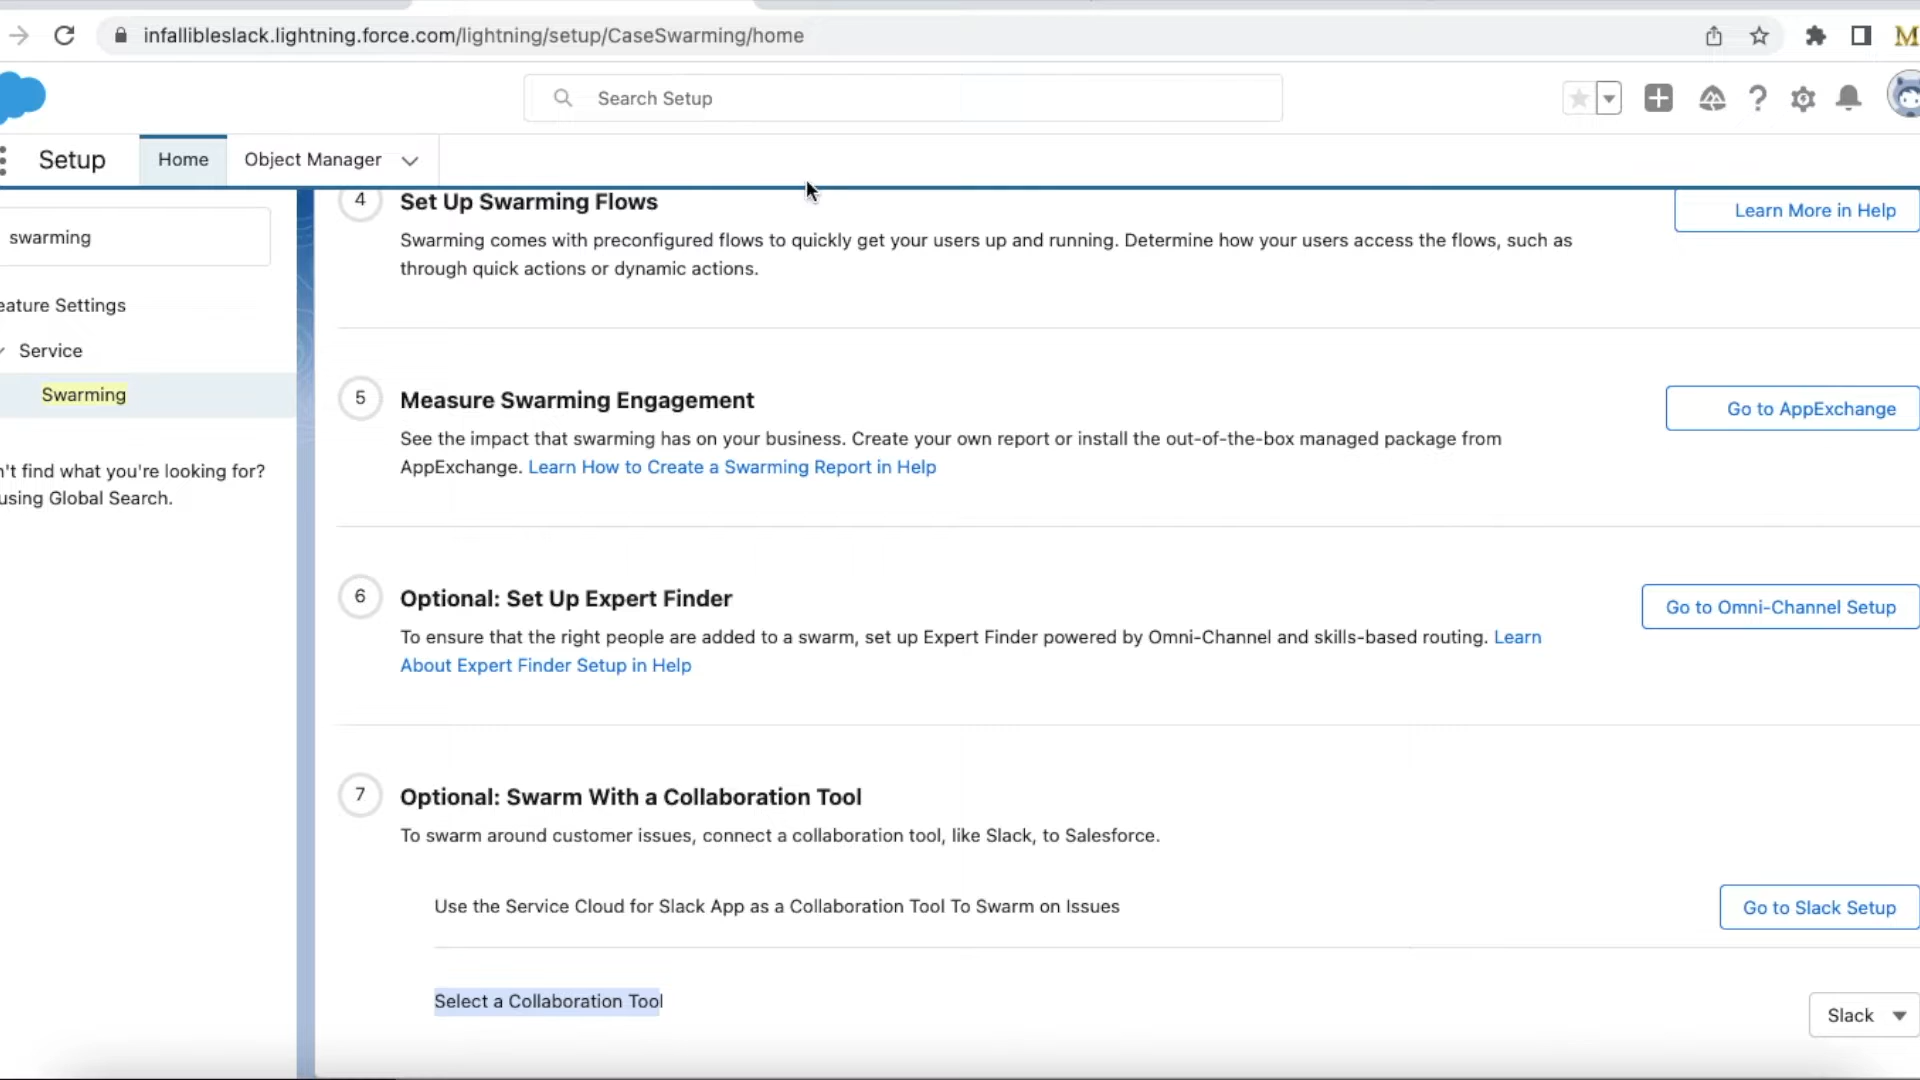 infallibleslack.lightning.force.com/lightning/setup/CaseSwarming/home
M
Search Setup
Setup
Home
Object Manager
swarming
eature Settings
Service
Swarming
n't find what you're looking for?
using Global Search.
4
Set Up Swarming Flows
Learn More in Help
Swarming comes with preconfigured flows to quickly get your users up and running. Determine how your users access the flows, such as
through quick actions or dynamic actions.
5
Measure Swarming Engagement
Go to AppExchange
See the impact that swarming has on your business. Create your own report or install the out-of-the-box managed package from
AppExchange. Learn How to Create a Swarming Report in Help
6
Optional: Set Up Expert Finder
Go to Omni-Channel Setup
To ensure that the right people are added to a swarm, set up Expert Finder powered by Omni-Channel and skills-based routing. Learn
About Expert Finder Setup in Help
7
Optional: Swarm With a Collaboration Tool
To swarm around customer issues, connect a collaboration tool, like Slack, to Salesforce.
Use the Service Cloud for Slack App as a Collaboration Tool To Swarm on Issues
Go to Slack Setup
Select a Collaboration Tool
Slack